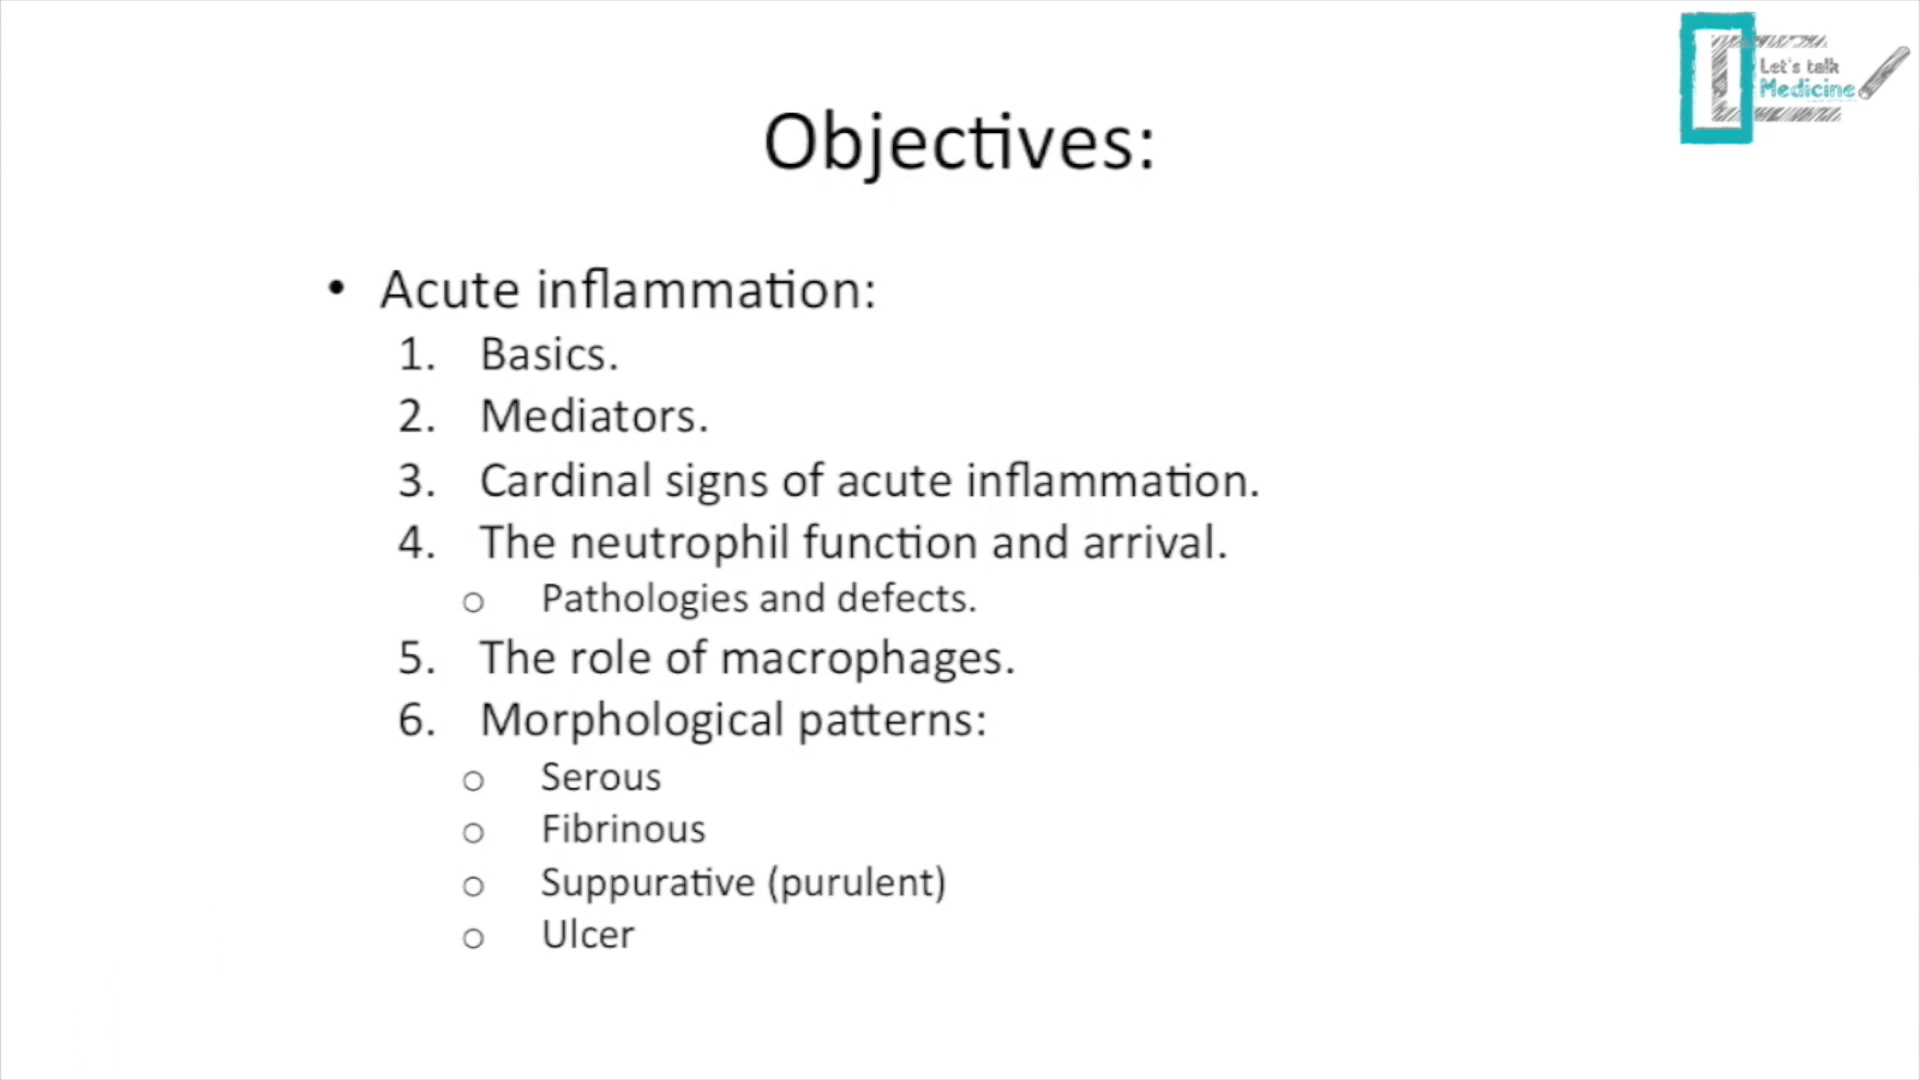 Let's talk
Medicine
Objectives:
• Acute inflammation:
1. Basics.
2. Mediators.
3. Cardinal signs of acute inflammation.
4. The neutrophil function and arrival.
o Pathologies and defects.
5. The role of macrophages.
6. Morphological patterns:
o Serous
o Fibrinous
o Suppurative (purulent)
o Ulcer